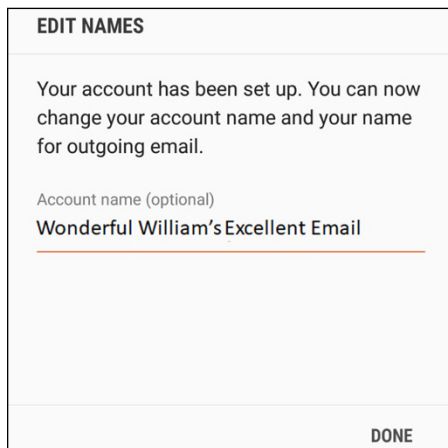 EDIT NAMES
Your account has been set up. You can now
change your account name and your name
for outgoing email.
Account name (optional)
Wonderful William's Excellent Email
DONE